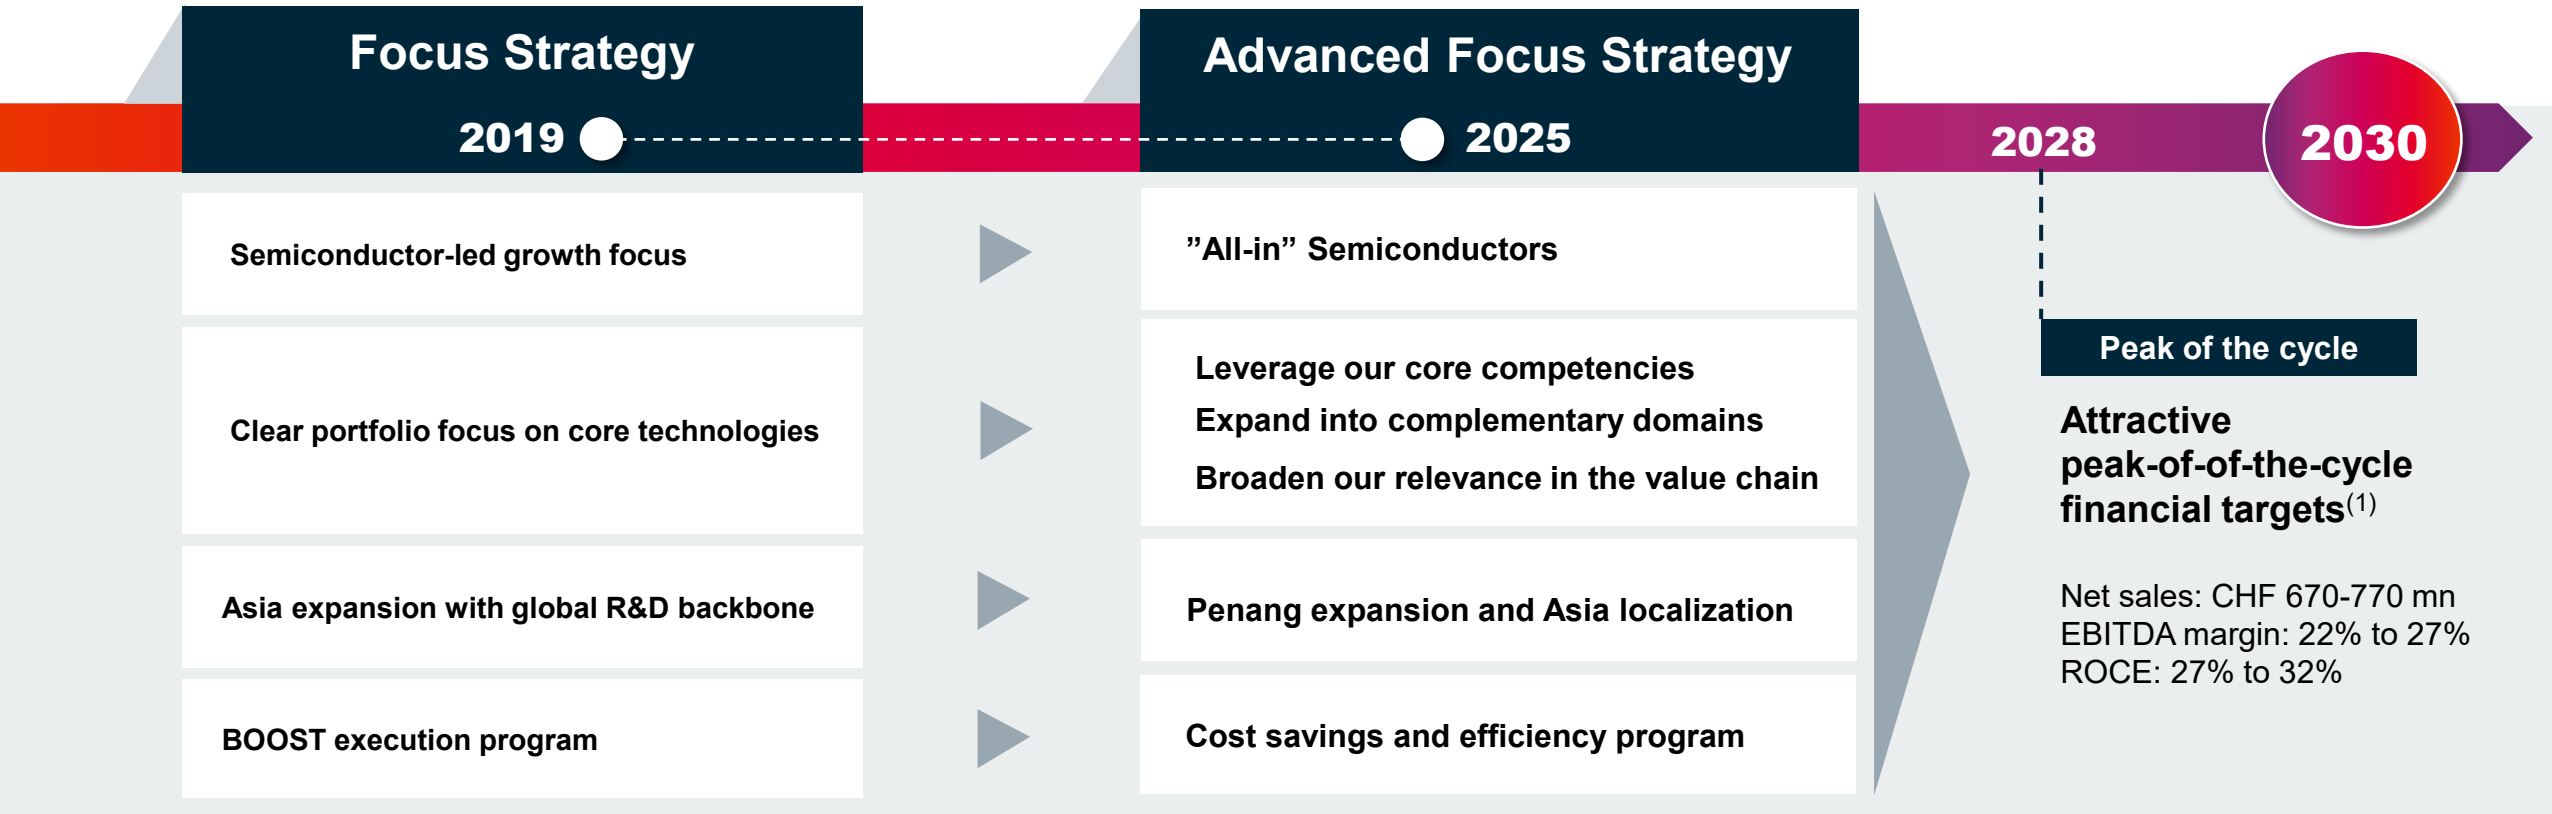 Focus Strategy
2019
Advanced Focus Strategy
2025
2028
2030
Semiconductor-led growth focus
”All-in” Semiconductors
Clear portfolio focus on core technologies
Leverage our core competencies
Expand into complementary domains
Broaden our relevance in the value chain
Asia expansion with global R&D backbone
Penang expansion and Asia localization
BOOST execution program
Cost savings and efficiency program
Peak of the cycle
Attractive
peak-of-of-the-cycle
financial targets(1)
Net sales: CHF 670-770 mn
EBITDA margin: 22% to 27%
ROCE: 27% to 32%